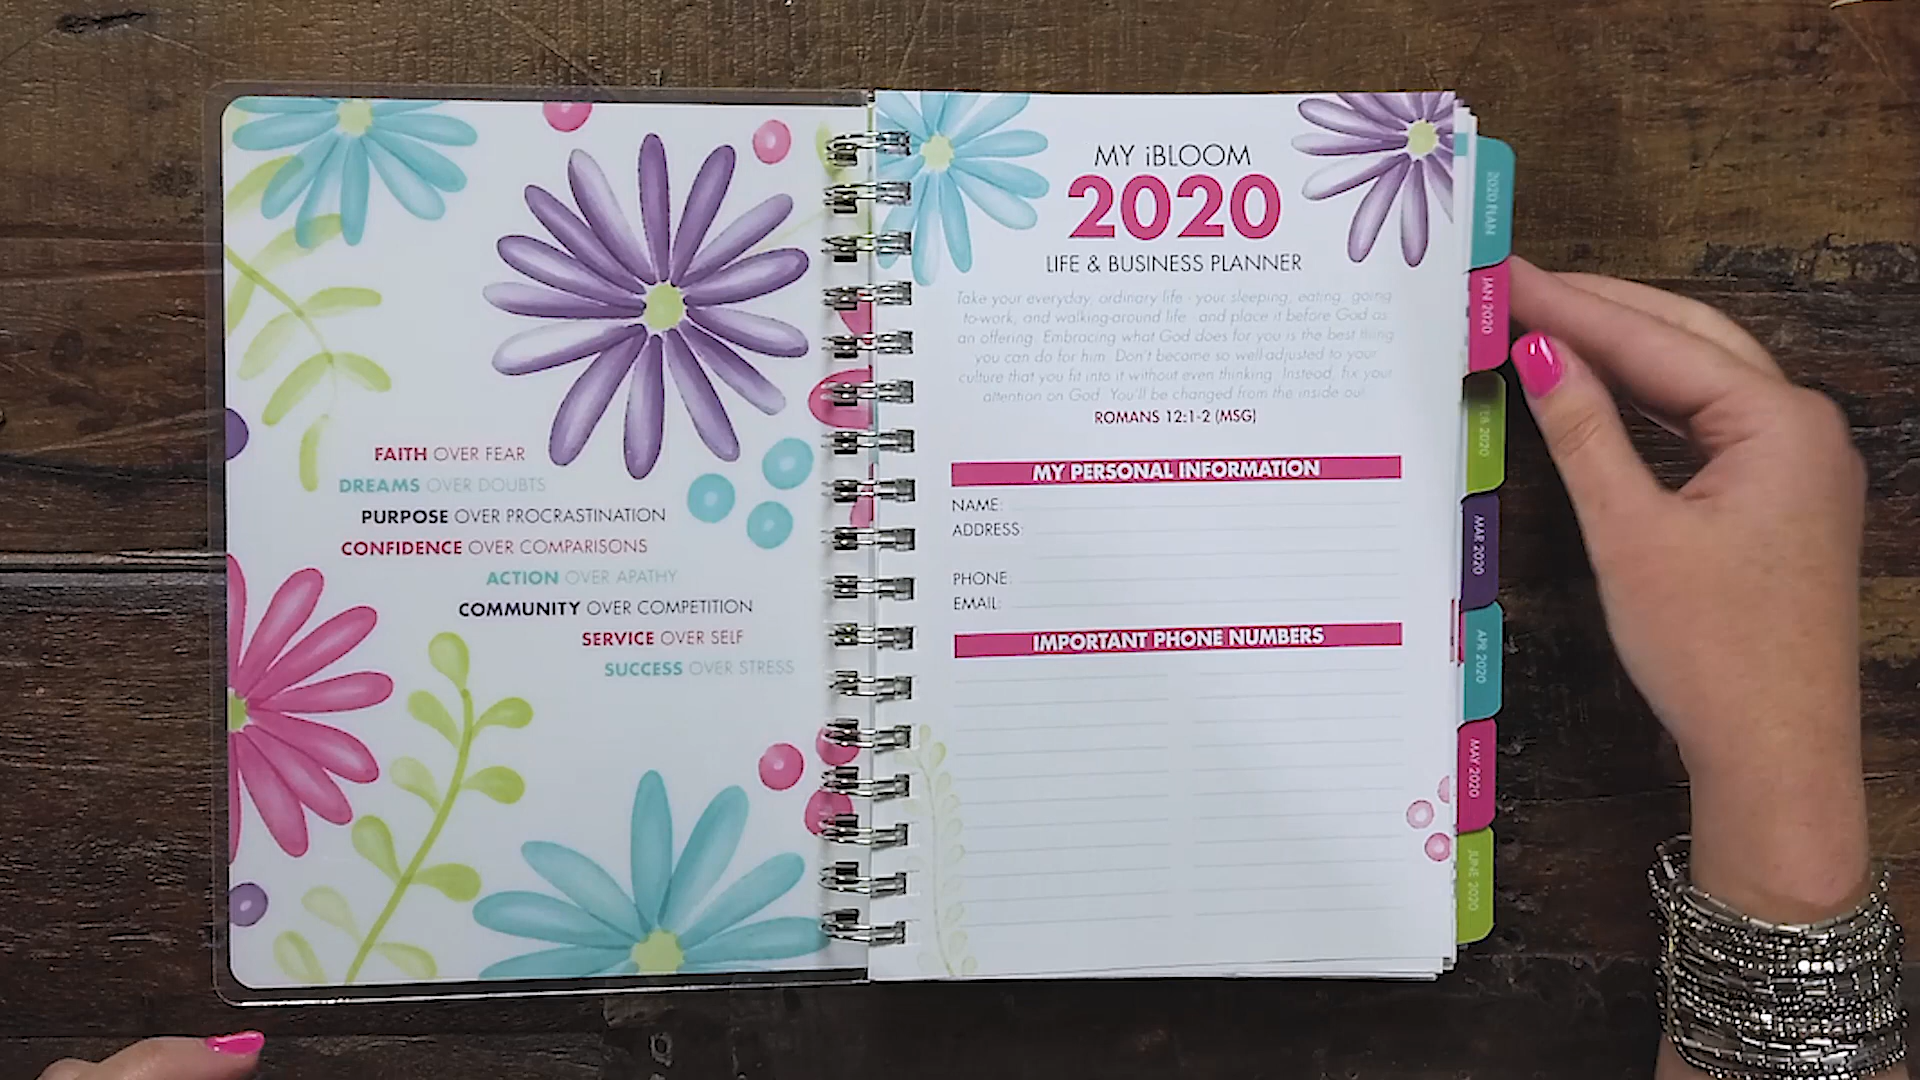 FAITH OVER FEAR
DREAMS OVER DOUBTS
PURPOSE OVER PROCRASTINATION
CONFIDENCE OVER COMPARISONS
ACTION OVER APATHY
COMMUNITY OVER COMPETITION
SERVICE OVER SELF
SUCCESS OVER STRESS
MY iBLOOM
2020
LIFE & BUSINESS PLANNER
Take your everyday, ordinary life - your sleeping, eating, going
to-work, and walking-around life - and place it before God as
an offering. Embracing what God does for you is the best thing
you can do for him. Don't become so well-adjusted to your
culture that you fit into it without even thinking. Instead, fix your
attention on God. You'll be changed from the inside out.
ROMANS 12:1-2 (MSG)
MY PERSONAL INFORMATION
NAME:
ADDRESS:
PHONE:
EMAIL:
IMPORTANT PHONE NUMBERS
2020 PLAN
JAN 2020
FEB 2020
MAR 2020
APR 2020
MAY 2020
JUNE 2020